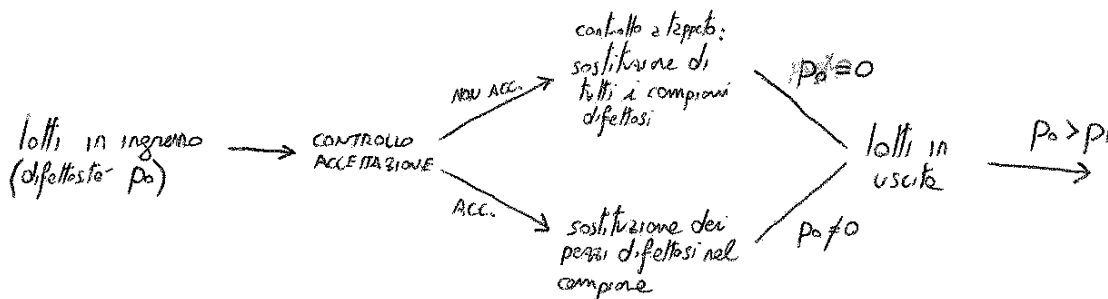 lotti in ingresso
(difettosità p₀)
CONTROLLO
ACCETTAZIONE
NON ACC.
controllo a tappeto:
sostituzione di
tutti i campioni
difettosi
p₀ = 0
ACC.
sostituzione dei
pezzi difettosi nel
campione
p₀ ≠ 0
lotti in
uscita
p₀ > p₁